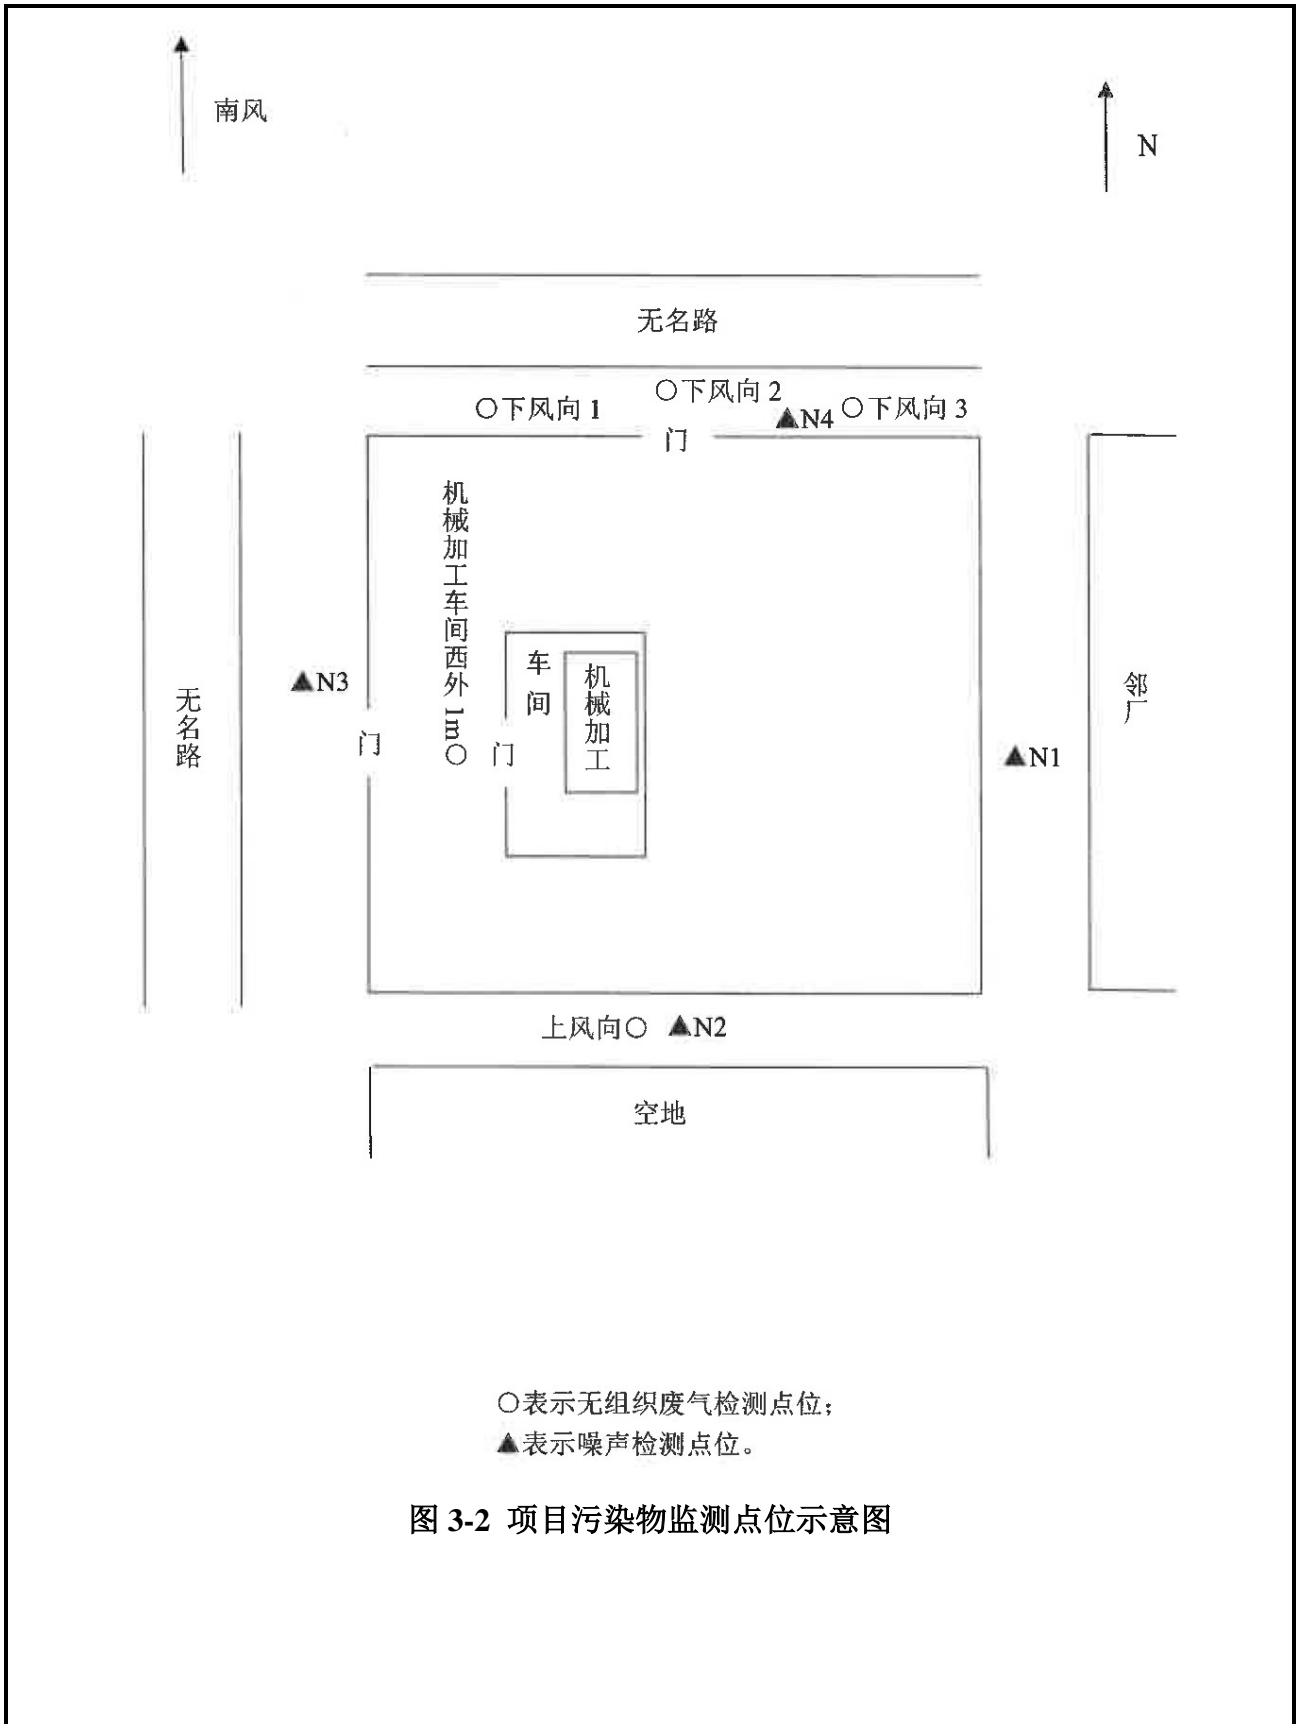 南风
N
无名路
○下风向 2
○下风向 1
▲N4
○下风向 3
门
机械加工车间西外 1m○
车间
机械加工
▲N3
无名路
门
门
邻厂
▲N1
上风向○
▲N2
空地
○表示无组织废气检测点位；
▲表示噪声检测点位。
图 3-2 项目污染物监测点位示意图